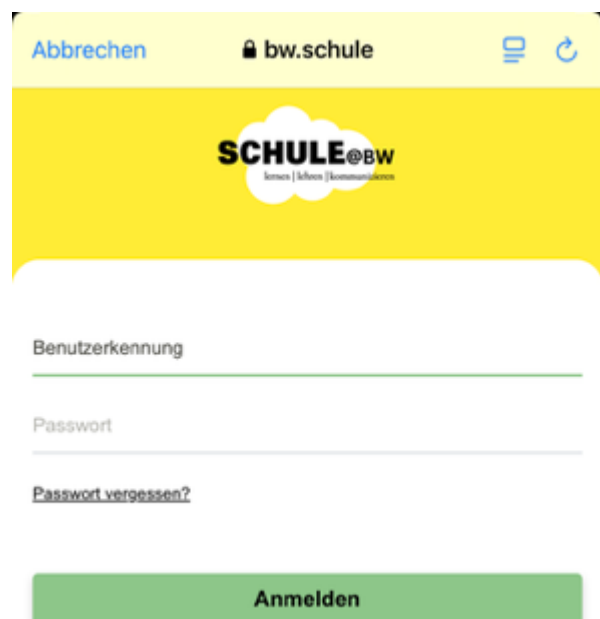 Abbrechen bw.schule
SCHULE@BW
lernen | lehren | kommunizieren
Benutzerkennung
Passwort
Passwort vergessen?
Anmelden